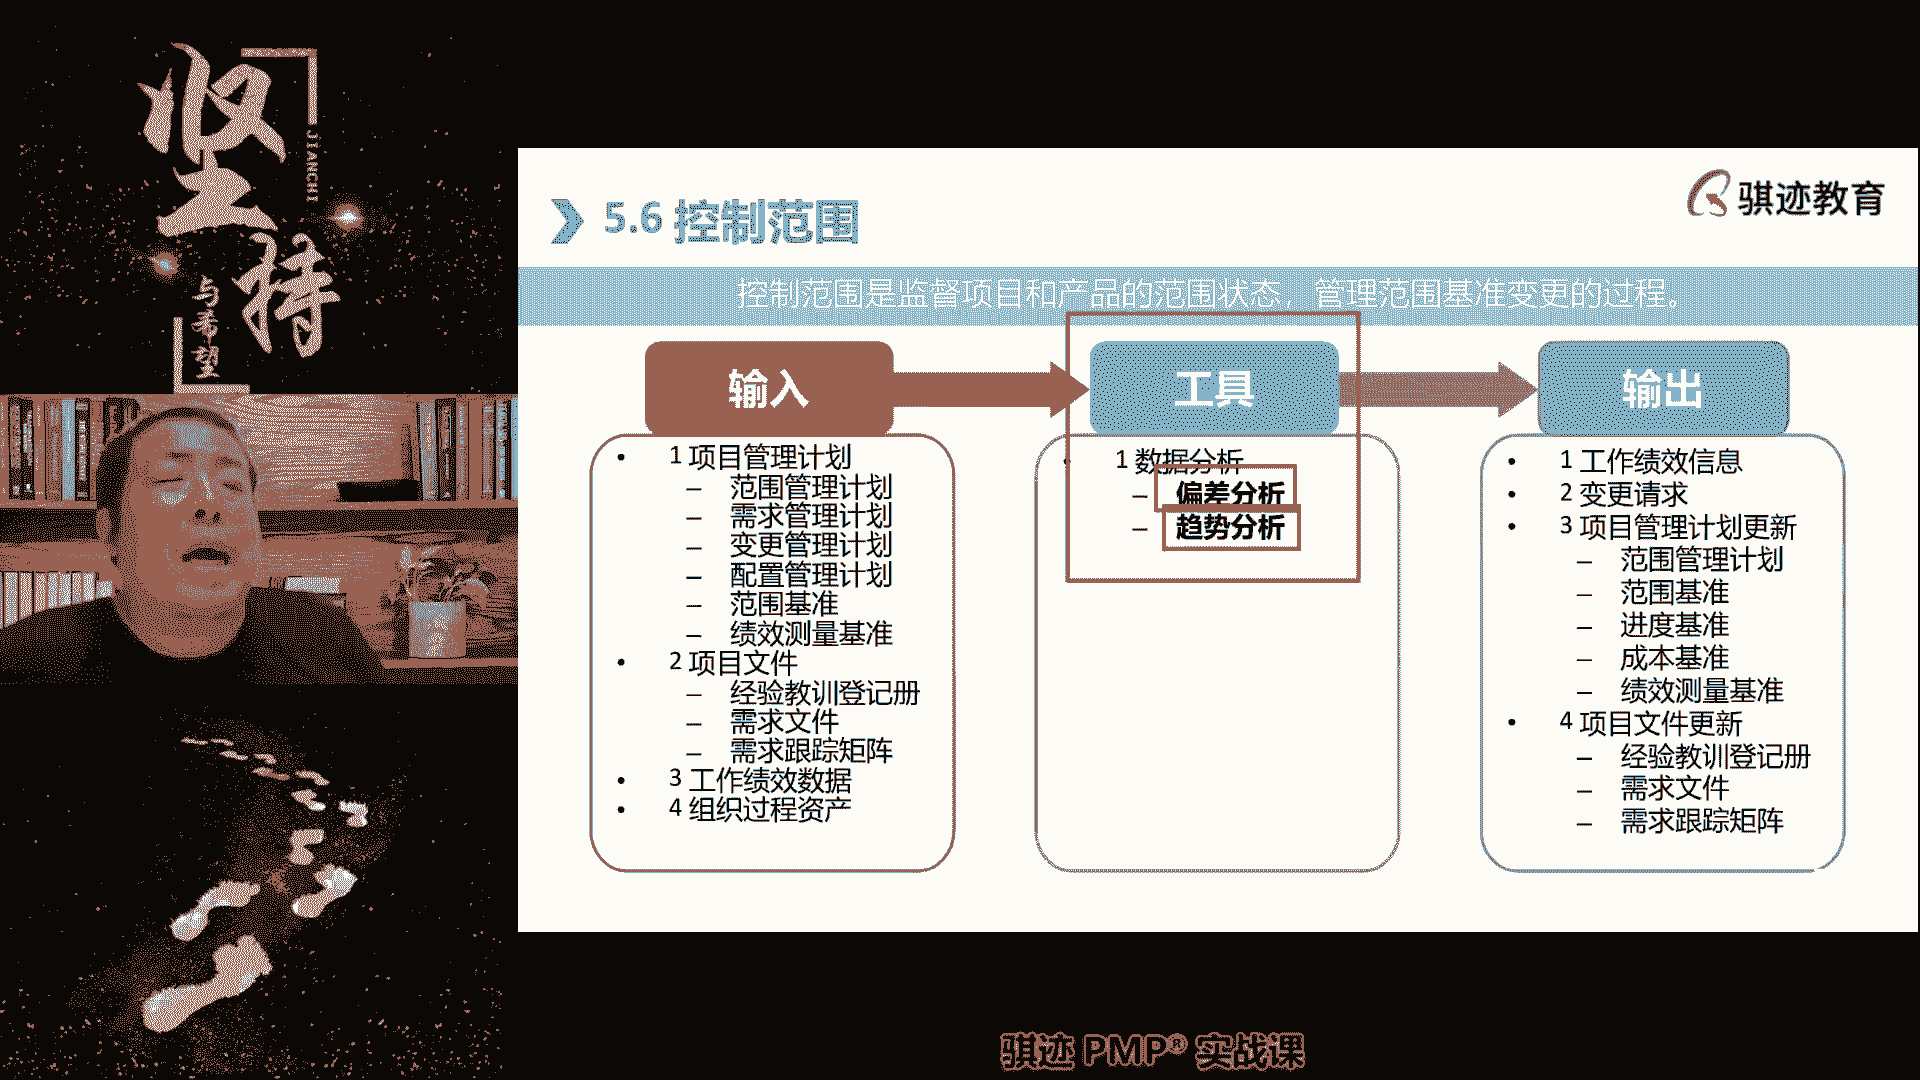 坚持
JIANCHI
与希望
骐迹教育
5.6 控制范围
控制范围是监督项目和产品的范围状态，管理范围基准变更的过程。
输入
• 1 项目管理计划
– 范围管理计划
– 需求管理计划
– 变更管理计划
– 配置管理计划
– 范围基准
– 绩效测量基准
• 2 项目文件
– 经验教训登记册
– 需求文件
– 需求跟踪矩阵
• 3 工作绩效数据
• 4 组织过程资产
工具
• 1 数据分析
– 偏差分析
– 趋势分析
输出
• 1 工作绩效信息
• 2 变更请求
• 3 项目管理计划更新
– 范围管理计划
– 范围基准
– 进度基准
– 成本基准
– 绩效测量基准
• 4 项目文件更新
– 经验教训登记册
– 需求文件
– 需求跟踪矩阵
骐迹 PMP® 实战课